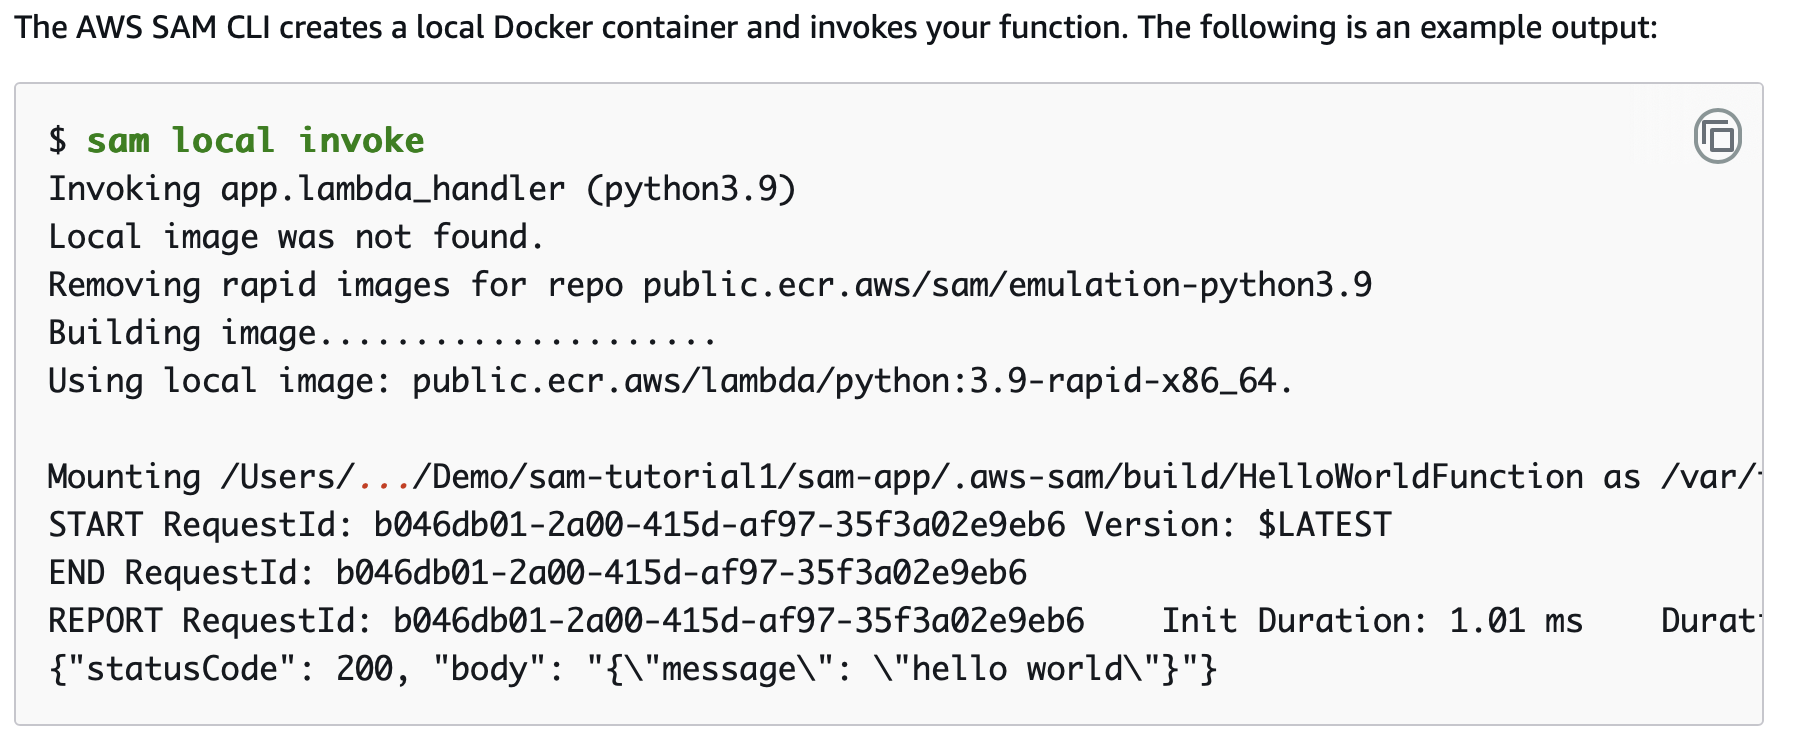 The AWS SAM CLI creates a local Docker container and invokes your function. The following is an example output:
$ sam local invoke
Invoking app.lambda_handler (python3.9)
Local image was not found.
Removing rapid images for repo public.ecr.aws/sam/emulation-python3.9
Building image.....................
Using local image: public.ecr.aws/lambda/python:3.9-rapid-x86_64.
Mounting /Users/.../Demo/sam-tutorial1/sam-app/.aws-sam/build/HelloWorldFunction as /var/
START RequestId: b046db01-2a00-415d-af97-35f3a02e9eb6 Version: $LATEST
END RequestId: b046db01-2a00-415d-af97-35f3a02e9eb6
REPORT RequestId: b046db01-2a00-415d-af97-35f3a02e9eb6    Init Duration: 1.01 ms    Durat
{"statusCode": 200, "body": "{\"message\": \"hello world\"}"}